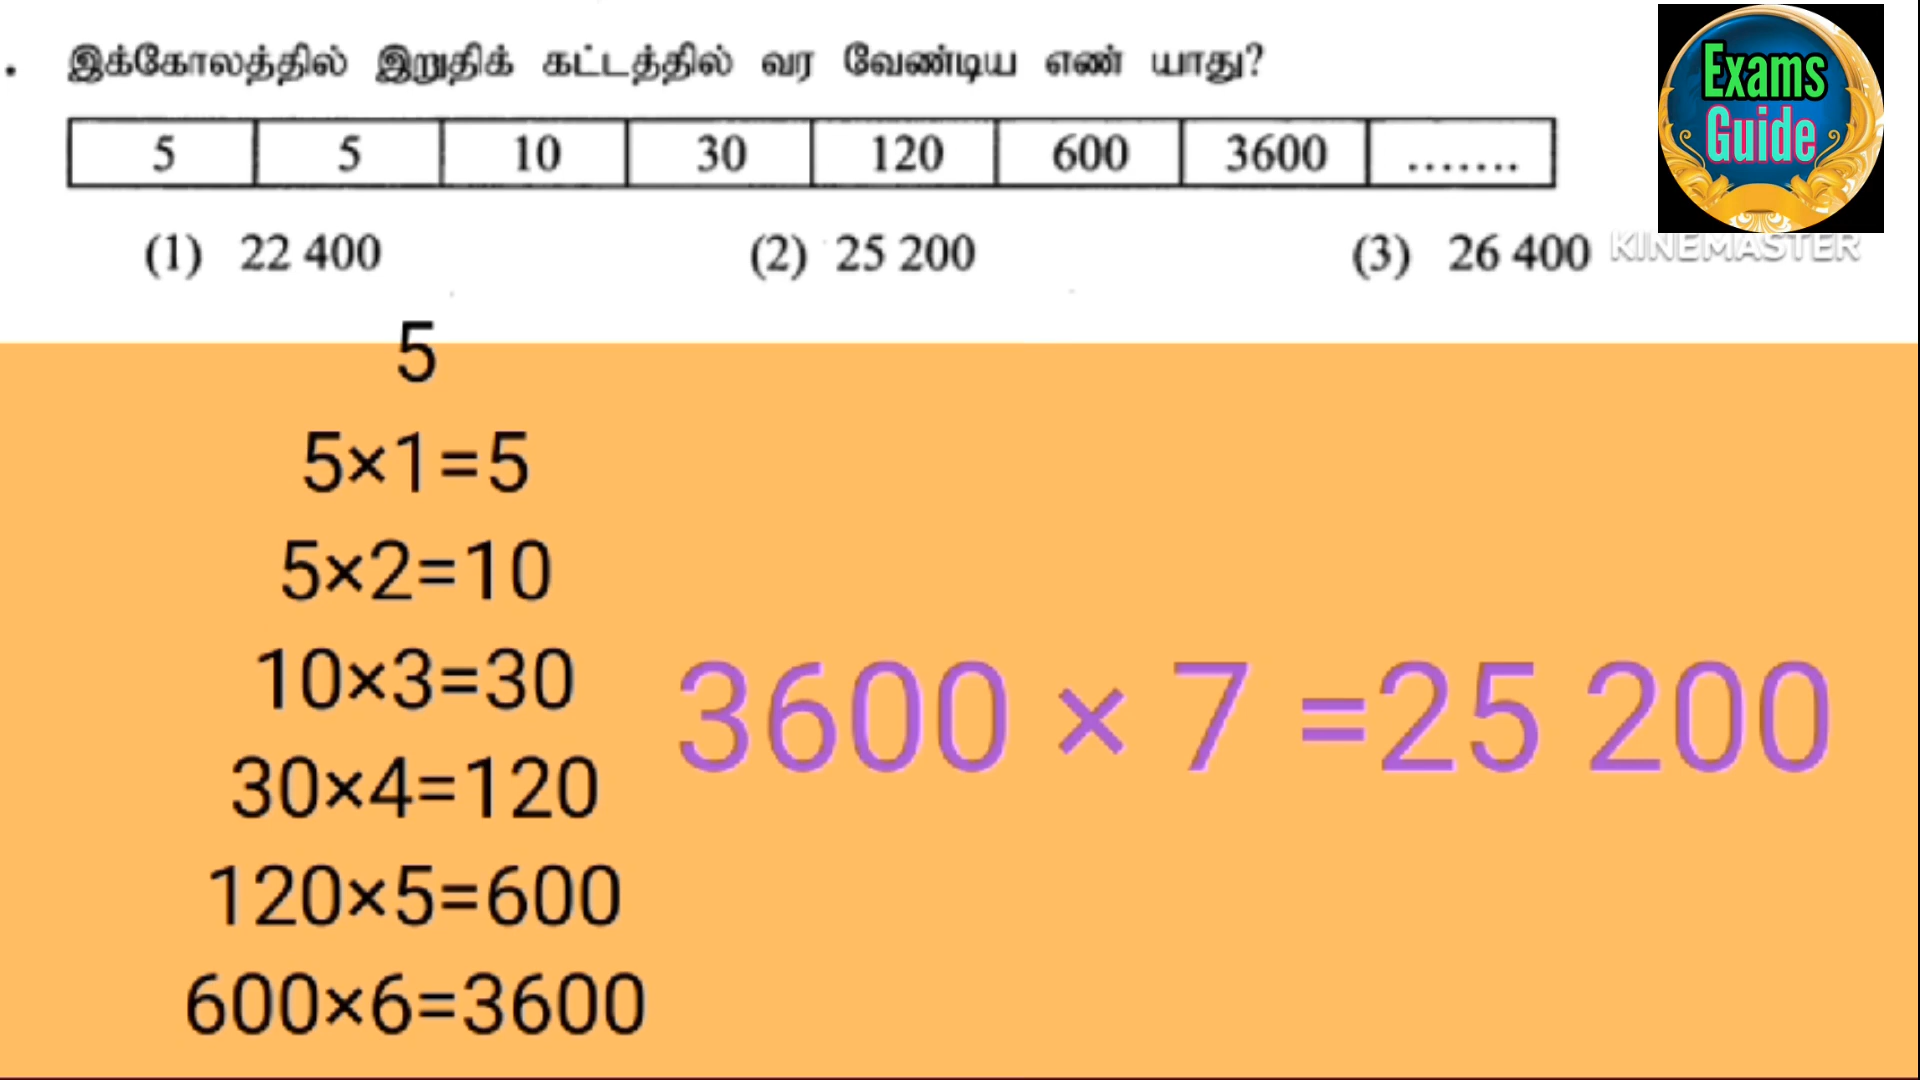 . இக்கோலத்தில் இறுதிக் கட்டத்தில் வர வேண்டிய எண் யாது?
5 5 10 30 120 600 3600 .......
(1) 22 400 (2) 25 200 (3) 26 400
Exams
Guide
KINEMASTER
5
5×1=5
5×2=10
10×3=30
30×4=120
120×5=600
600×6=3600
3600 × 7 =25 200